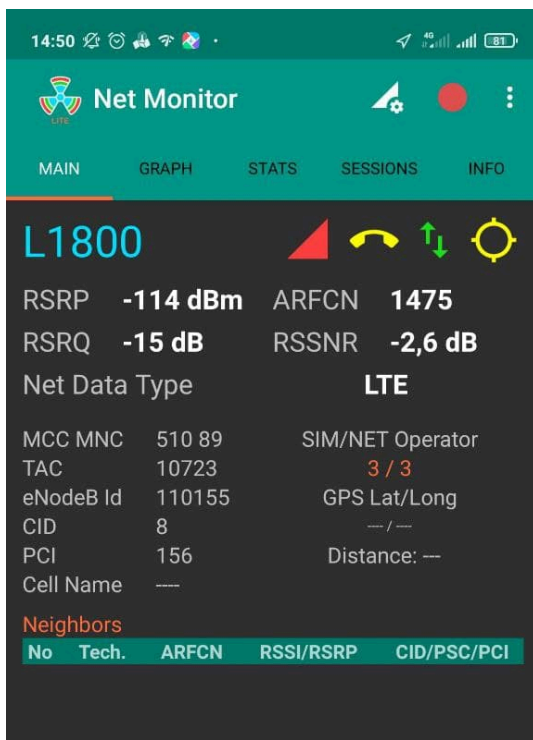 14:50 4G 81
LITE Net Monitor
MAIN GRAPH STATS SESSIONS INFO
L1800
RSRP -114 dBm ARFCN 1475
RSRQ -15 dB RSSNR -2,6 dB
Net Data Type LTE
MCC MNC 510 89 SIM/NET Operator
TAC 10723 3 / 3
eNodeB Id 110155 GPS Lat/Long
CID 8 ---- / ----
PCI 156 Distance: ---
Cell Name ----
Neighbors
No Tech. ARFCN RSSI/RSRP CID/PSC/PCI